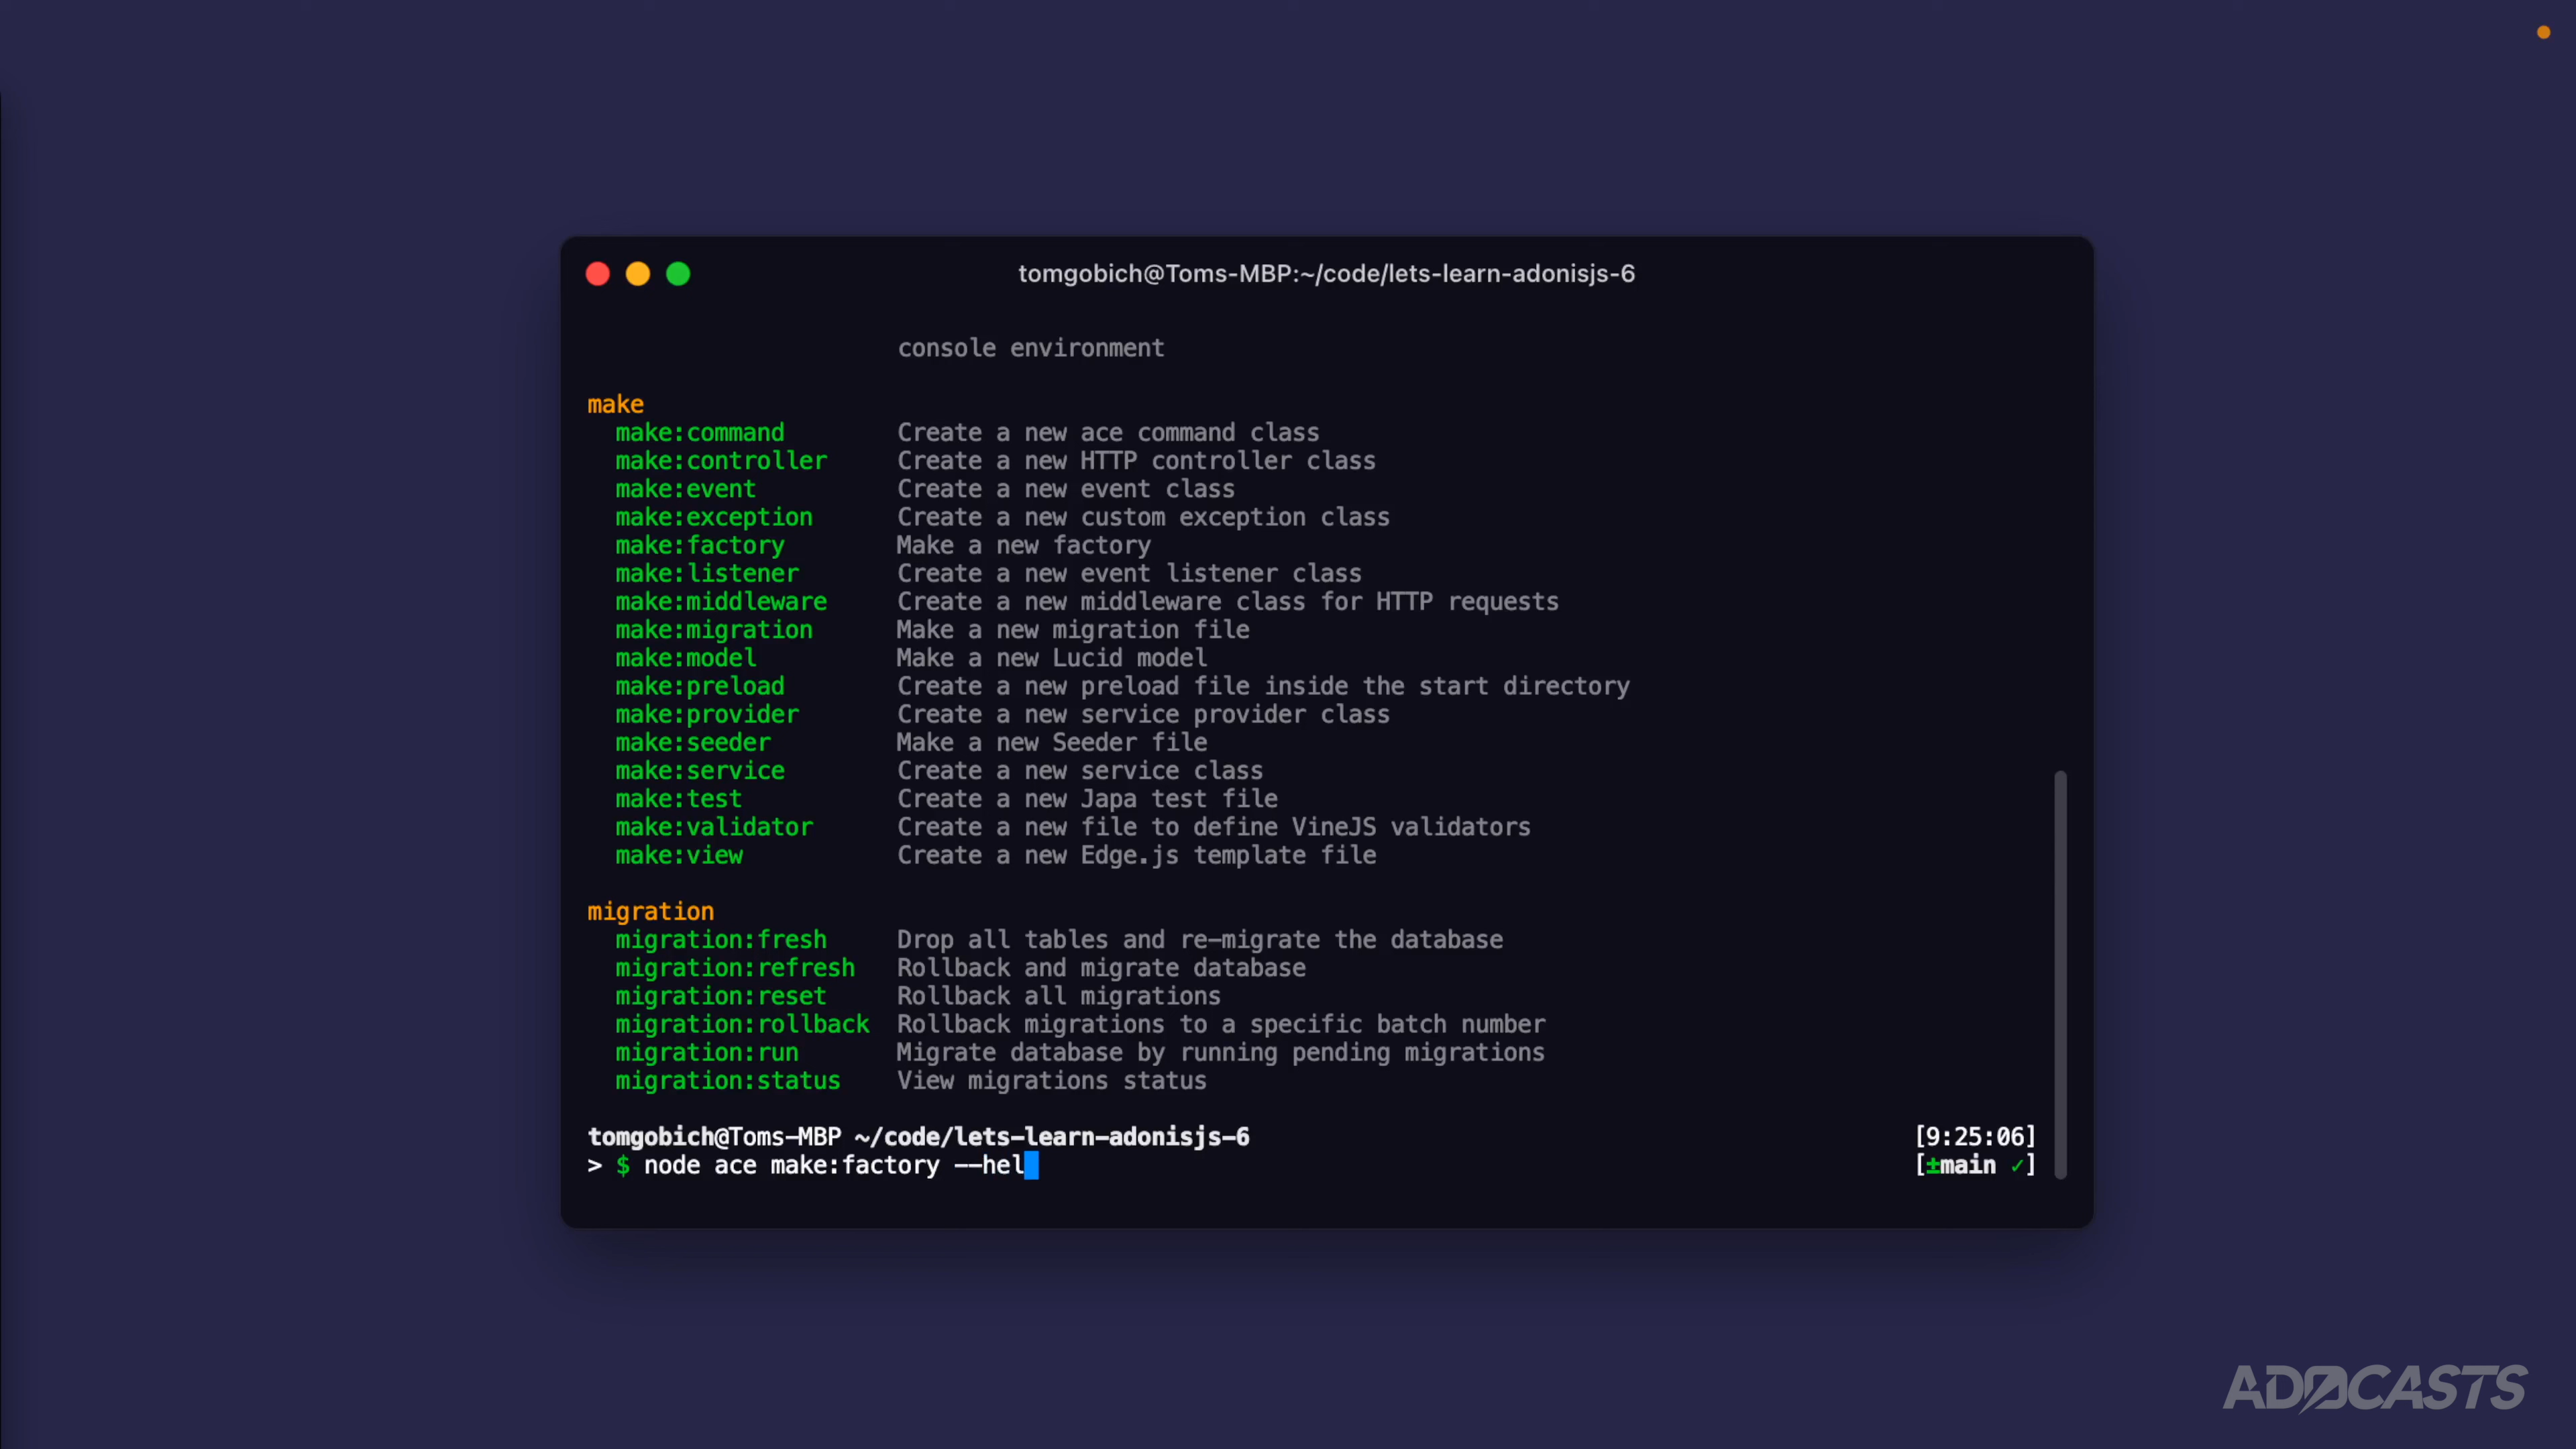 tomgobich@Toms-MBP:~/code/lets-learn-adonisjs-6
console environment
make
make:command Create a new ace command class
make:controller Create a new HTTP controller class
make:event Create a new event class
make:exception Create a new custom exception class
make:factory Make a new factory
make:listener Create a new event listener class
make:middleware Create a new middleware class for HTTP requests
make:migration Make a new migration file
make:model Make a new Lucid model
make:preload Create a new preload file inside the start directory
make:provider Create a new service provider class
make:seeder Make a new Seeder file
make:service Create a new service class
make:test Create a new Japa test file
make:validator Create a new file to define VineJS validators
make:view Create a new Edge.js template file
migration
migration:fresh Drop all tables and re-migrate the database
migration:refresh Rollback and migrate database
migration:reset Rollback all migrations
migration:rollback Rollback migrations to a specific batch number
migration:run Migrate database by running pending migrations
migration:status View migrations status
tomgobich@Toms-MBP ~/code/lets-learn-adonisjs-6 [9:25:06]
> $ node ace make:factory --hel [±main ✓]
ADOCASTS